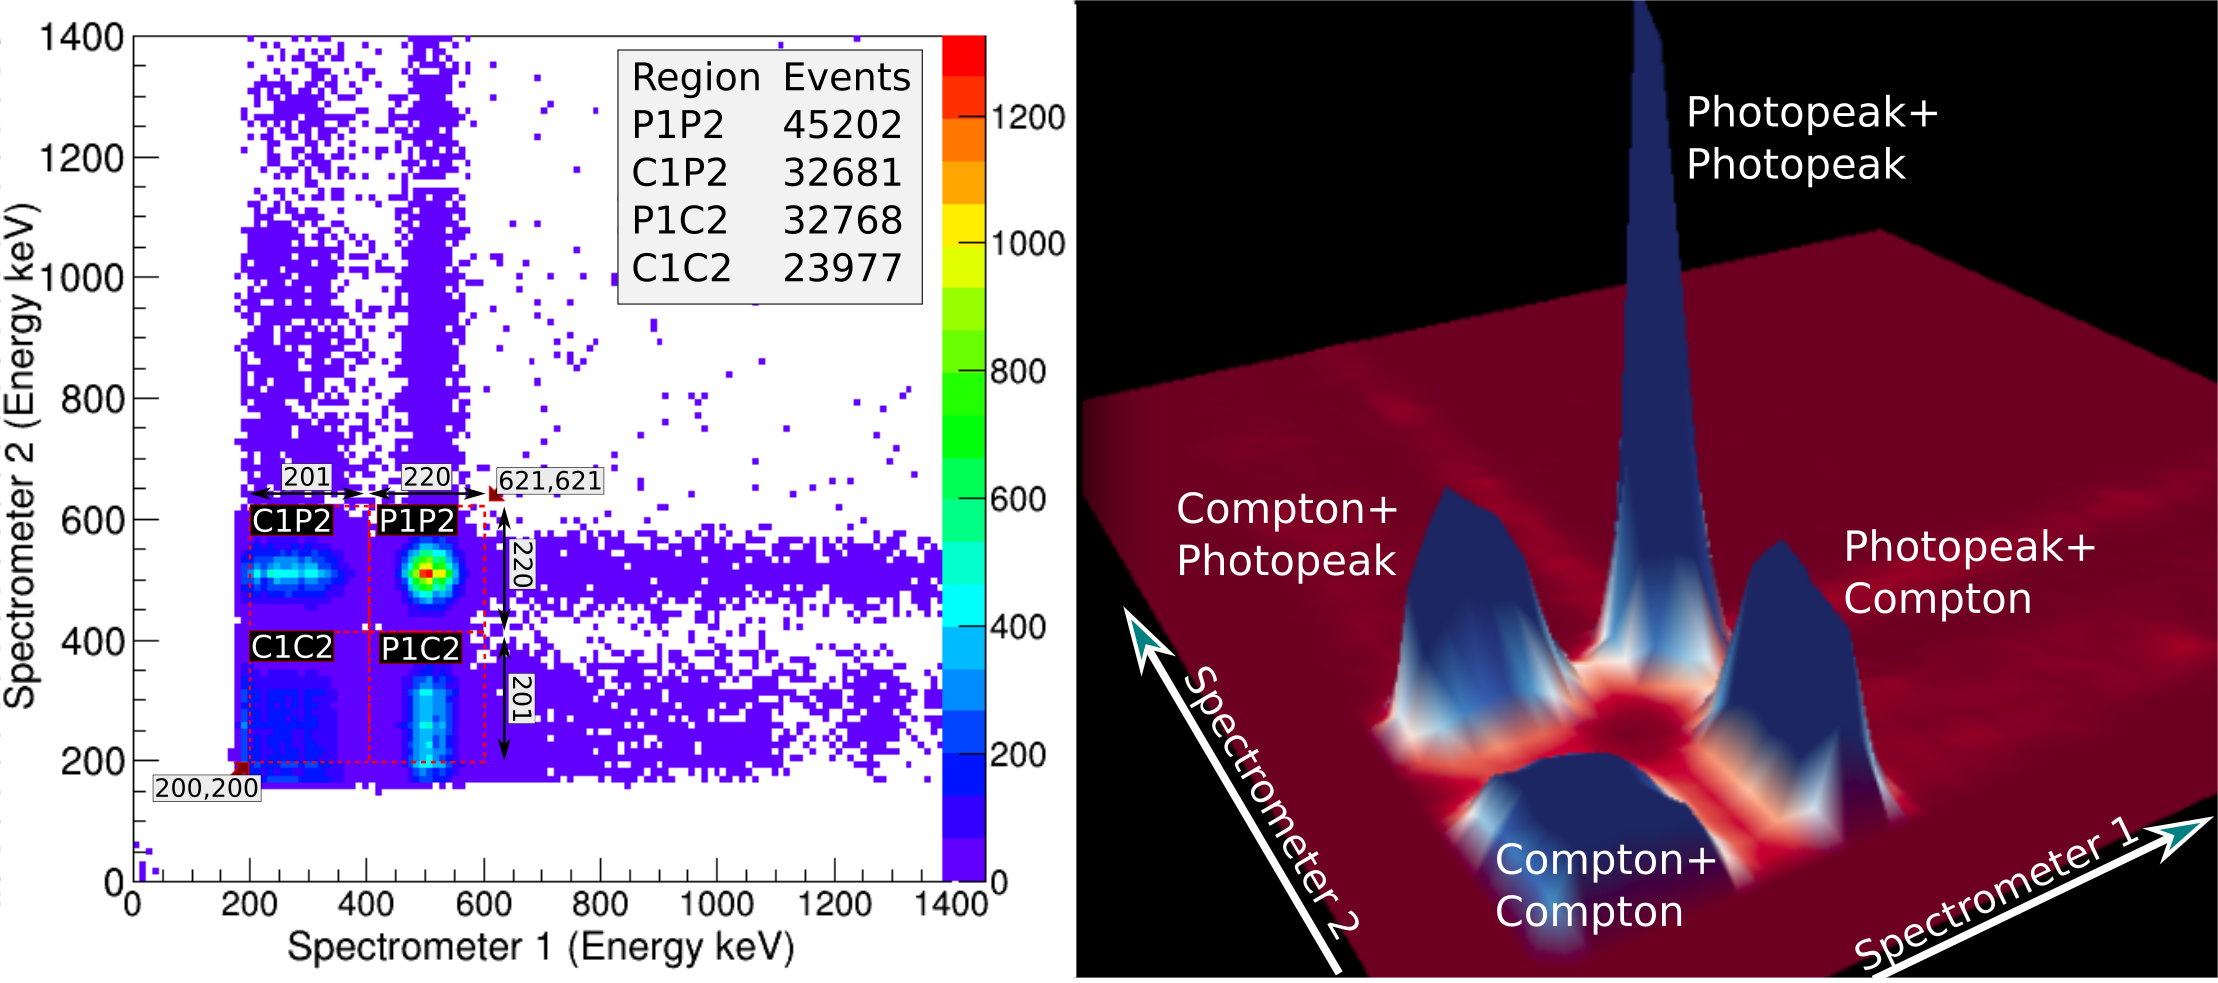 1400
1200
1000
800
600
400
200
0
Spectrometer 2 (Energy keV)
0
200
400
600
800
1000
1200
1400
Spectrometer 1 (Energy keV)
Region Events
P1P2 45202
C1P2 32681
P1C2 32768
C1C2 23977
201
220
621,621
C1P2
P1P2
220
C1C2
P1C2
201
200,200
1200
1000
800
600
400
200
0
Photopeak+
Photopeak
Compton+
Photopeak
Photopeak+
Compton
Compton+
Compton
Spectrometer 2
Spectrometer 1